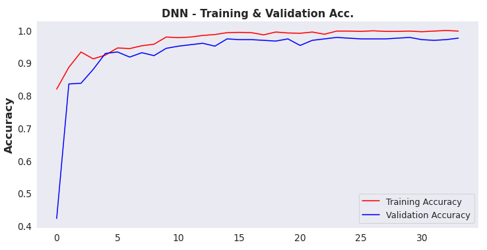 DNN - Training & Validation Acc.
Accuracy
1.0
0.9
0.8
0.7
0.6
0.5
0.4
0 5 10 15 20 25 30
Training Accuracy
Validation Accuracy